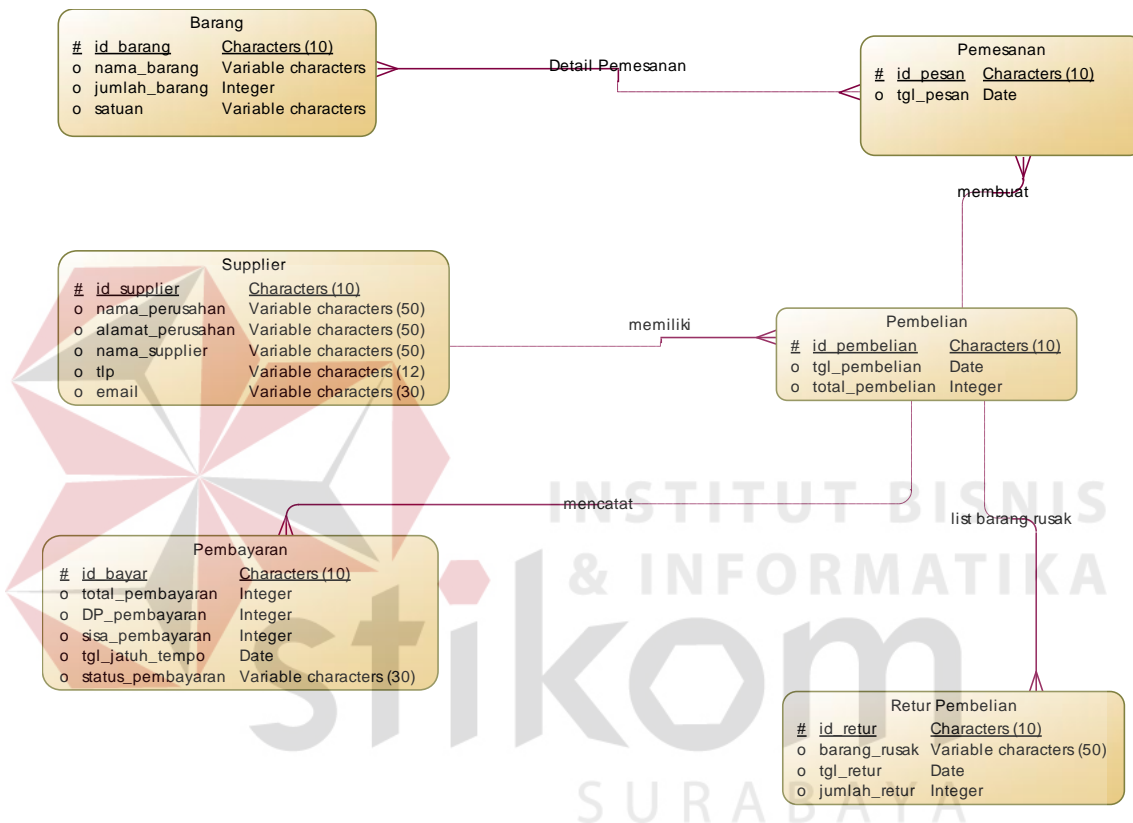 Barang
# id_barang Characters (10)
o nama_barang Variable characters
o jumlah_barang Integer
o satuan Variable characters
Detail Pemesanan
Pemesanan
# id_pesan Characters (10)
o tgl_pesan Date
membuat
Supplier
# id_supplier Characters (10)
o nama_perusahan Variable characters (50)
o alamat_perusahan Variable characters (50)
o nama_supplier Variable characters (50)
o tlp Variable characters (12)
o email Variable characters (30)
memiliki
Pembelian
# id_pembelian Characters (10)
o tgl_pembelian Date
o total_pembelian Integer
mencatat
list barang rusak
Pembayaran
# id_bayar Characters (10)
o total_pembayaran Integer
o DP_pembayaran Integer
o sisa_pembayaran Integer
o tgl_jatuh_tempo Date
o status_pembayaran Variable characters (30)
Retur Pembelian
# id_retur Characters (10)
o barang_rusak Variable characters (50)
o tgl_retur Date
o jumlah_retur Integer
INSTITUT BISNIS
& INFORMATIKA
stikom
SURABAYA